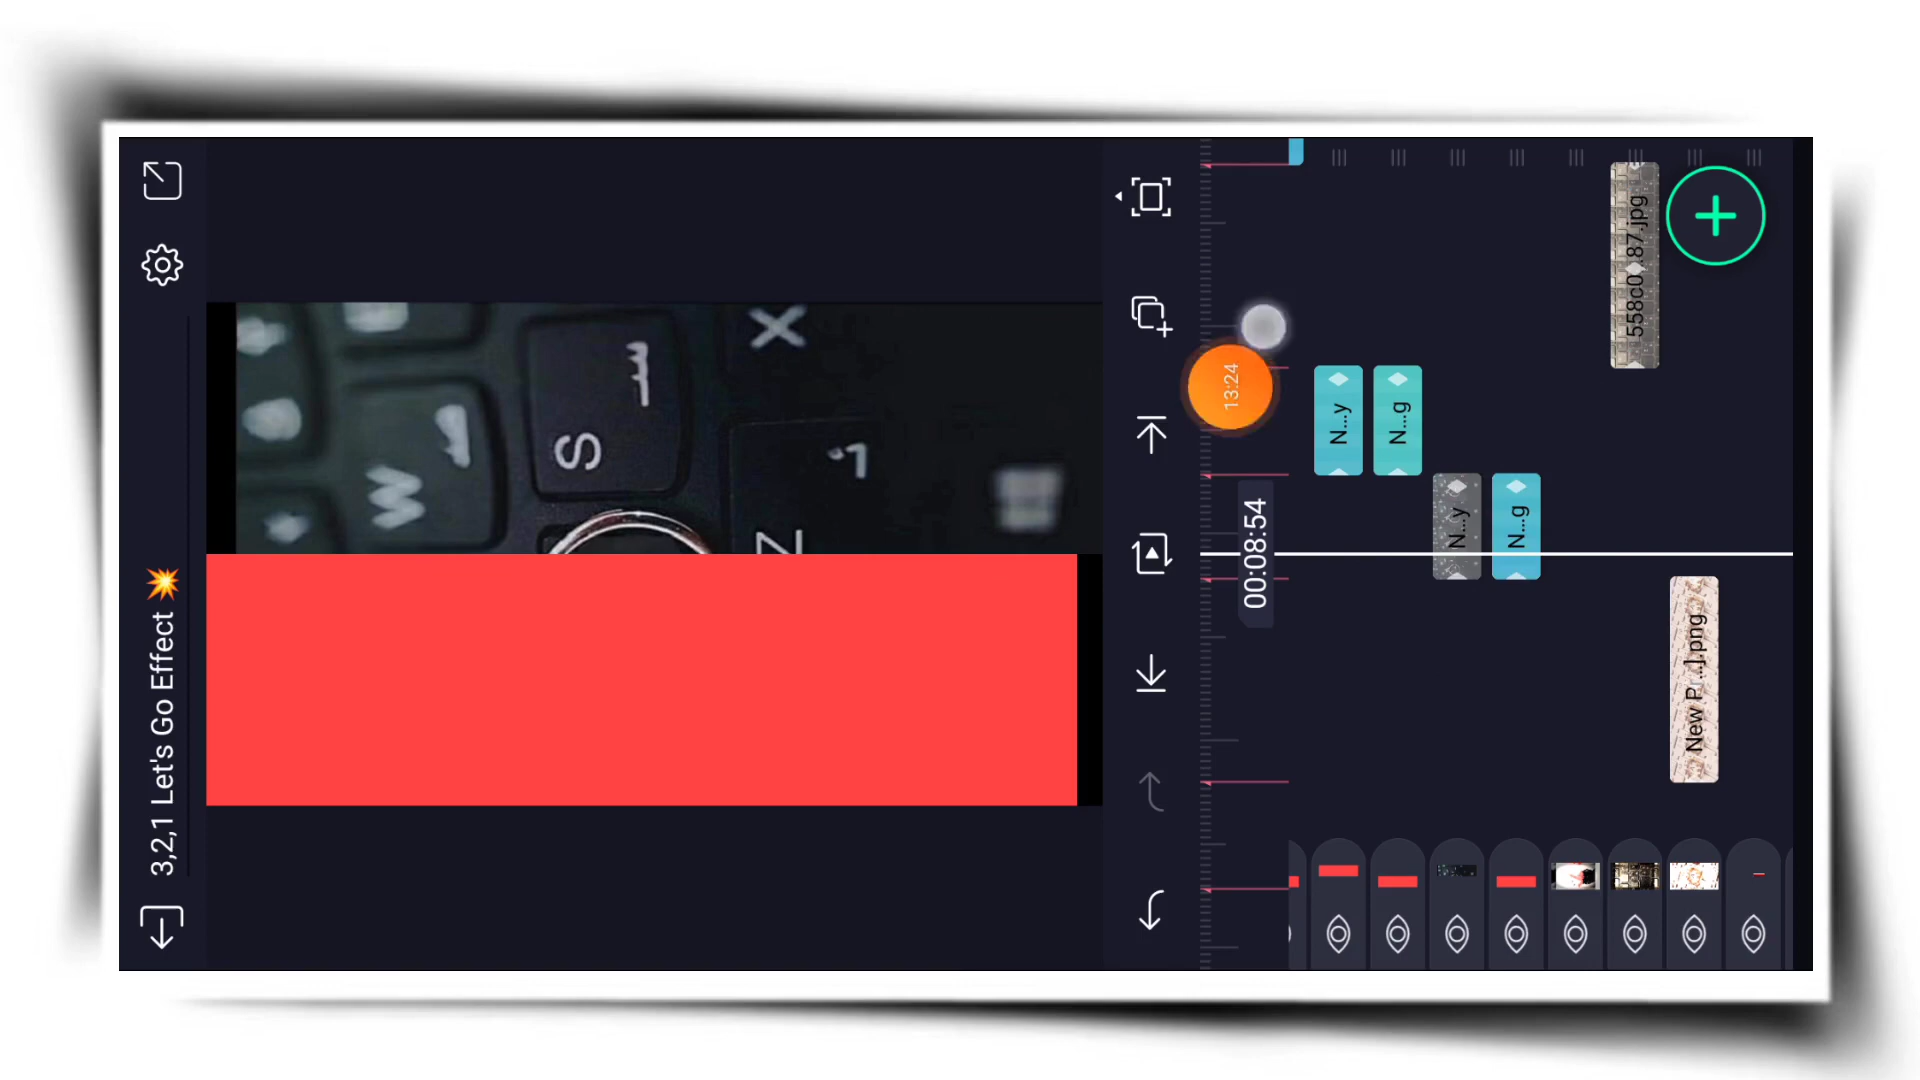 3,2,1 Let's Go Effect 💥
W
S
س
X
Z
13:24
00:08:54
N...y
N...g
N...y
N...g
558c0...87.jpg
New P...].png